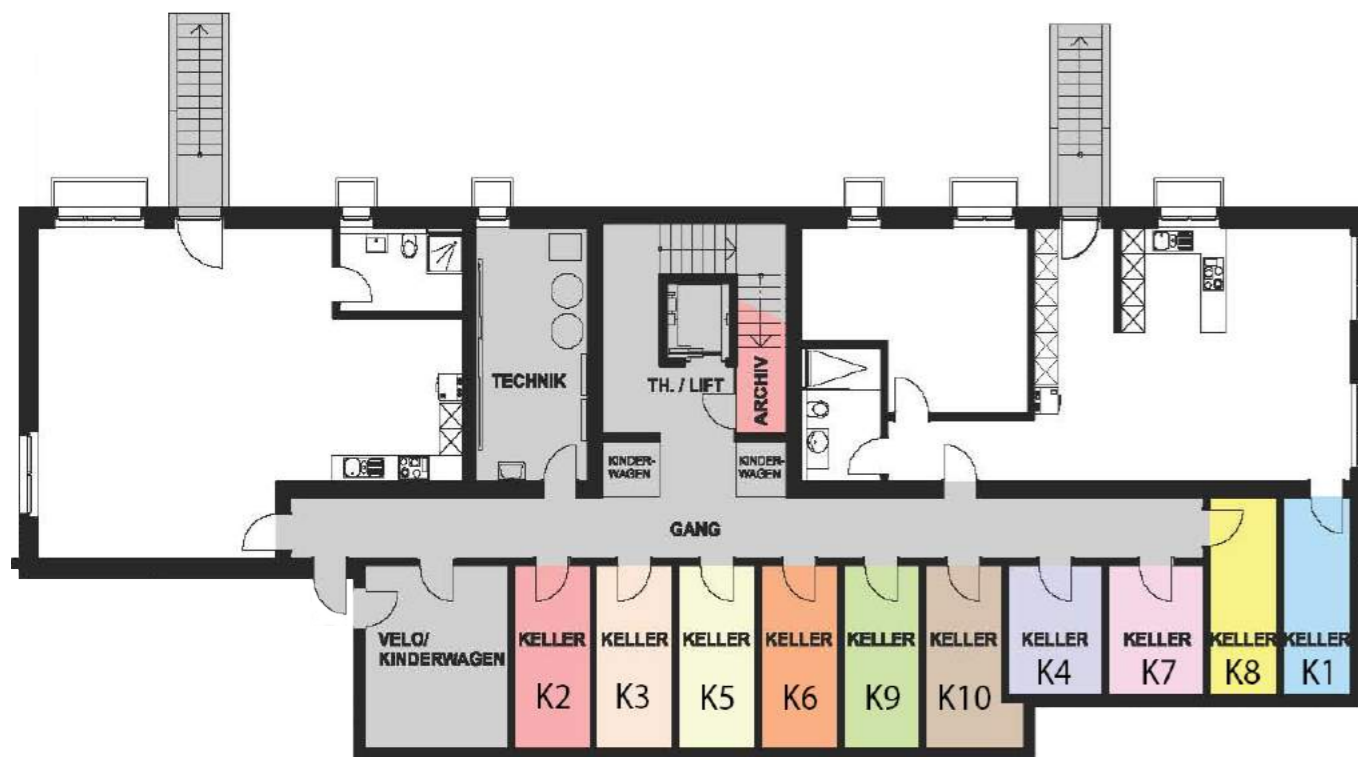 TECHNIK
TH. / LIFT
ARCHIV
KINDER-
WAGEN
KINDER-
WAGEN
GANG
VELO/
KINDERWAGEN
KELLER
K2
KELLER
K3
KELLER
K5
KELLER
K6
KELLER
K9
KELLER
K10
KELLER
K4
KELLER
K7
KELLER
K8
KELLER
K1